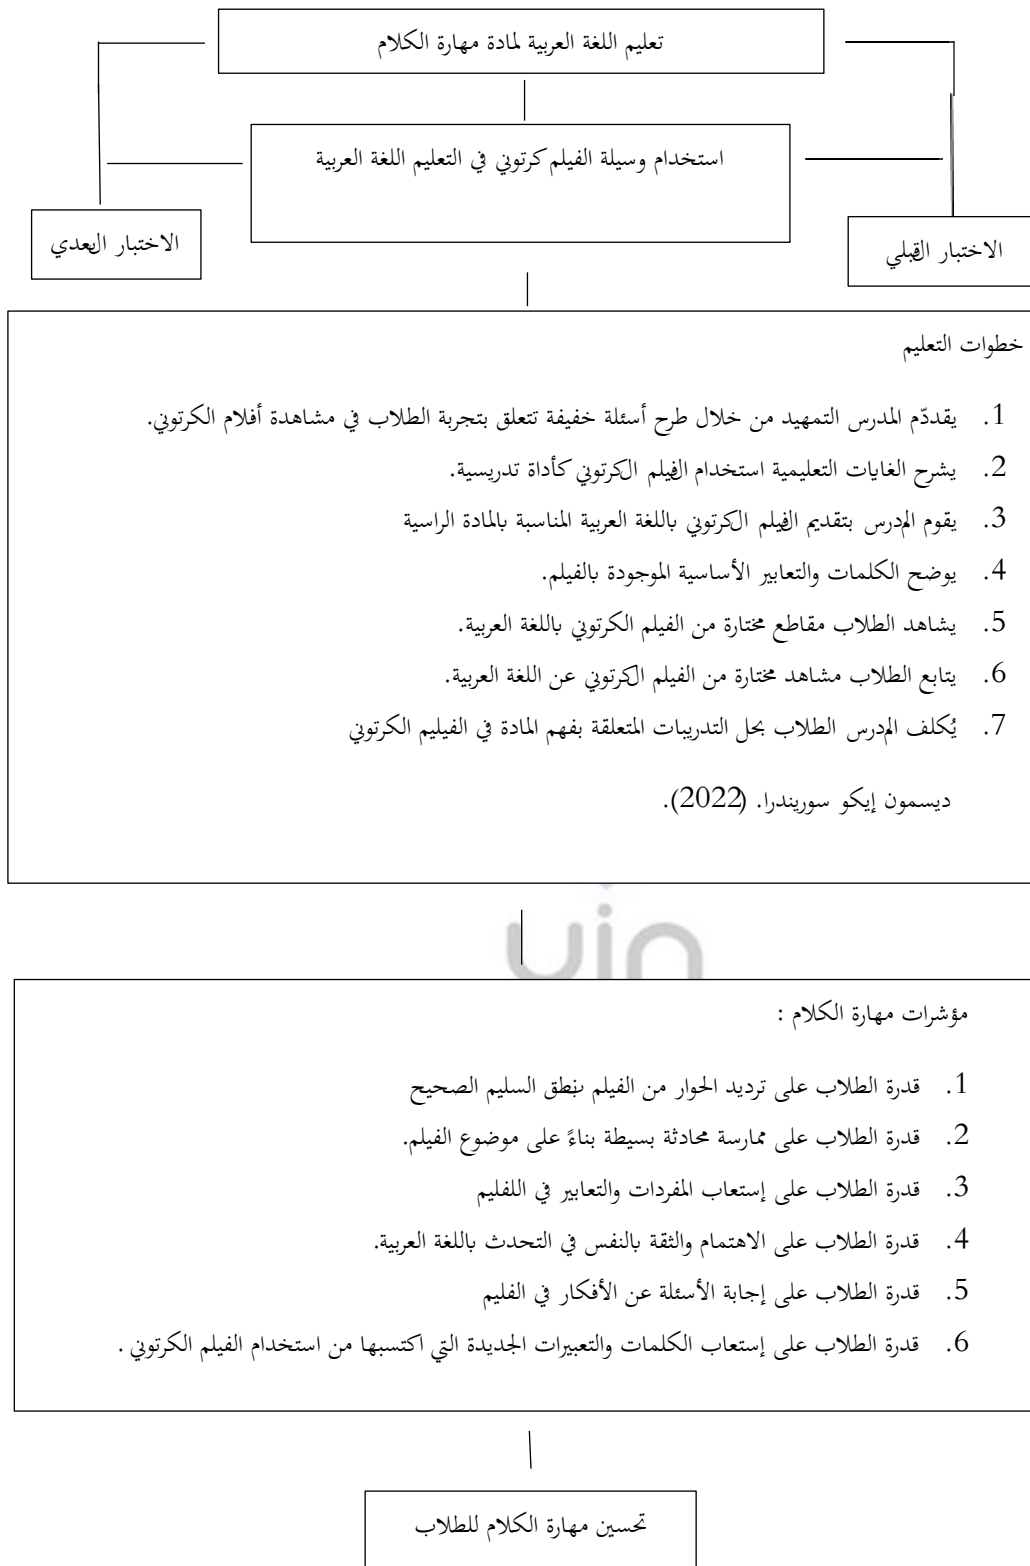 تعليم اللغة العربية لمادة مهارة الكلام
استخدام وسيلة الفيلم كرتوني في التعليم اللغة العربية
الاختبار القبلي
الاختبار البعدي
خطوات التعليم
1. يقددّم المدرس التمهيد من خلال طرح أسئلة خفيفة تتعلق بتجربة الطلاب في مشاهدة أفلام الكرتوني.
2. يشرح الغايات التعليمية استخدام الفيلم الكرتوني كأداة تدريسية.
3. يقوم المدرس بتقديم الفيلم الكرتوني باللغة العربية المناسبة بالمادة الراسية
4. يوضح الكلمات والتعابير الأساسية الموجودة بالفيلم.
5. يشاهد الطلاب مقاطع مختارة من الفيلم الكرتوني باللغة العربية.
6. يتابع الطلاب مشاهد مختارة من الفيلم الكرتوني عن اللغة العربية.
7. يُكلف المدرس الطلاب بحل التدريبات المتعلقة بفهم المادة في الفيليم الكرتوني
ديسمون إيكو سوريندرا. (2022).
uin
مؤشرات مهارة الكلام :
1. قدرة الطلاب على ترديد الحوار من الفيلم بنطق السليم الصحيح
2. قدرة الطلاب على ممارسة محادثة بسيطة بناءً على موضوع الفيلم.
3. قدرة الطلاب على إستعاب المفردات والتعابير في اللفليم
4. قدرة الطلاب على الاهتمام والثقة بالنفس في التحدث باللغة العربية.
5. قدرة الطلاب على إجابة الأسئلة عن الأفكار في الفليم
6. قدرة الطلاب على إستعاب الكلمات والتعبيرات الجديدة التي اكتسبها من استخدام الفيلم الكرتوني .
تحسين مهارة الكلام للطلاب